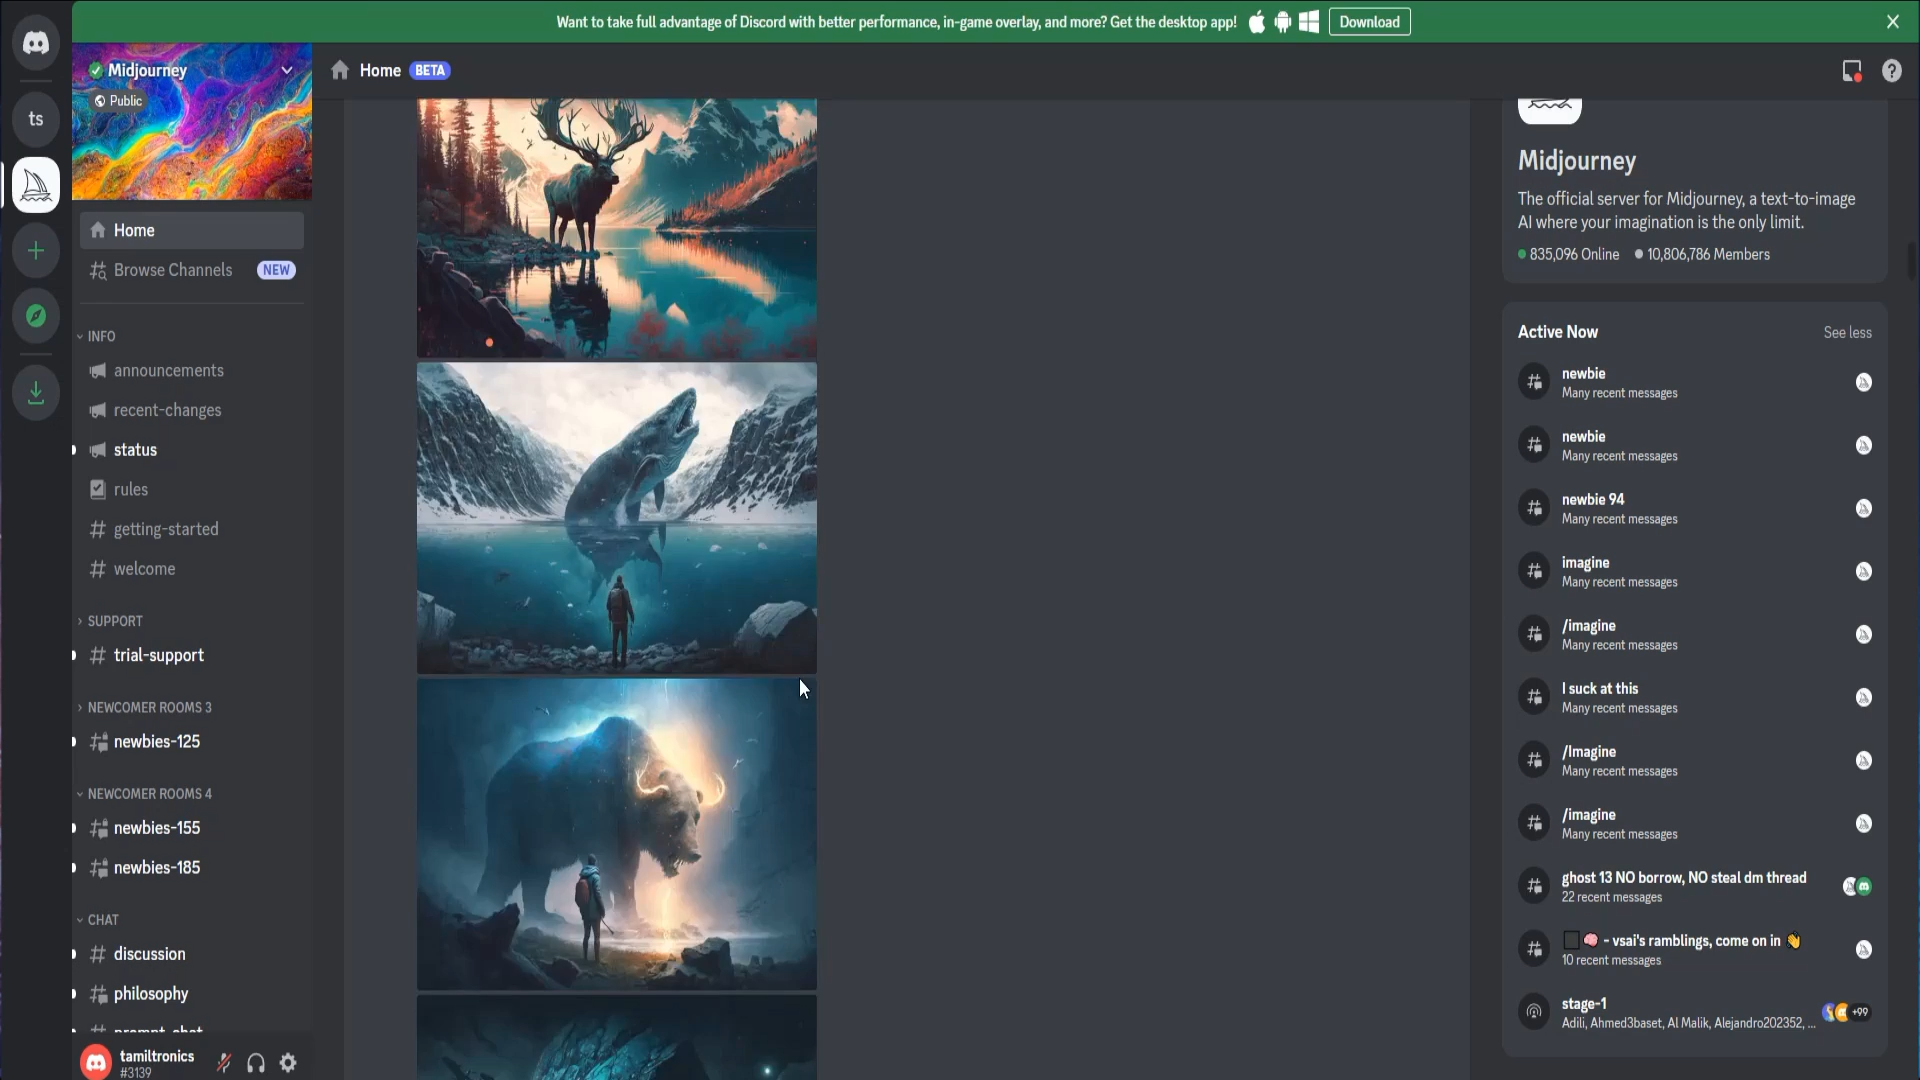 Want to take full advantage of Discord with better performance, in-game overlay, and more? Get the desktop app!
Download
ts
Midjourney
Public
Home
Browse Channels
NEW
INFO
announcements
recent-changes
status
rules
getting-started
welcome
SUPPORT
trial-support
NEWCOMER ROOMS 3
newbies-125
NEWCOMER ROOMS 4
newbies-155
newbies-185
CHAT
discussion
philosophy
prompt-chat
tamiltronics
#3139
Home
BETA
Midjourney
The official server for Midjourney, a text-to-image
AI where your imagination is the only limit.
835,096 Online
10,806,786 Members
Active Now
See less
newbie
Many recent messages
newbie
Many recent messages
newbie 94
Many recent messages
imagine
Many recent messages
/imagine
Many recent messages
I suck at this
Many recent messages
/Imagine
Many recent messages
/imagine
Many recent messages
ghost 13 NO borrow, NO steal dm thread
22 recent messages
- vsai's ramblings, come on in
10 recent messages
stage-1
Adili, Ahmed3baset, Al Malik, Alejandro202352, ...
+99